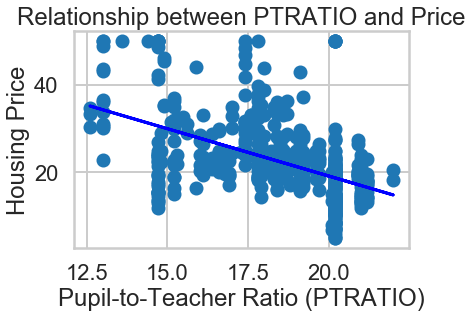 Relationship between PTRATIO and Price
Housing Price
40
20
12.5 15.0 17.5 20.0
Pupil-to-Teacher Ratio (PTRATIO)